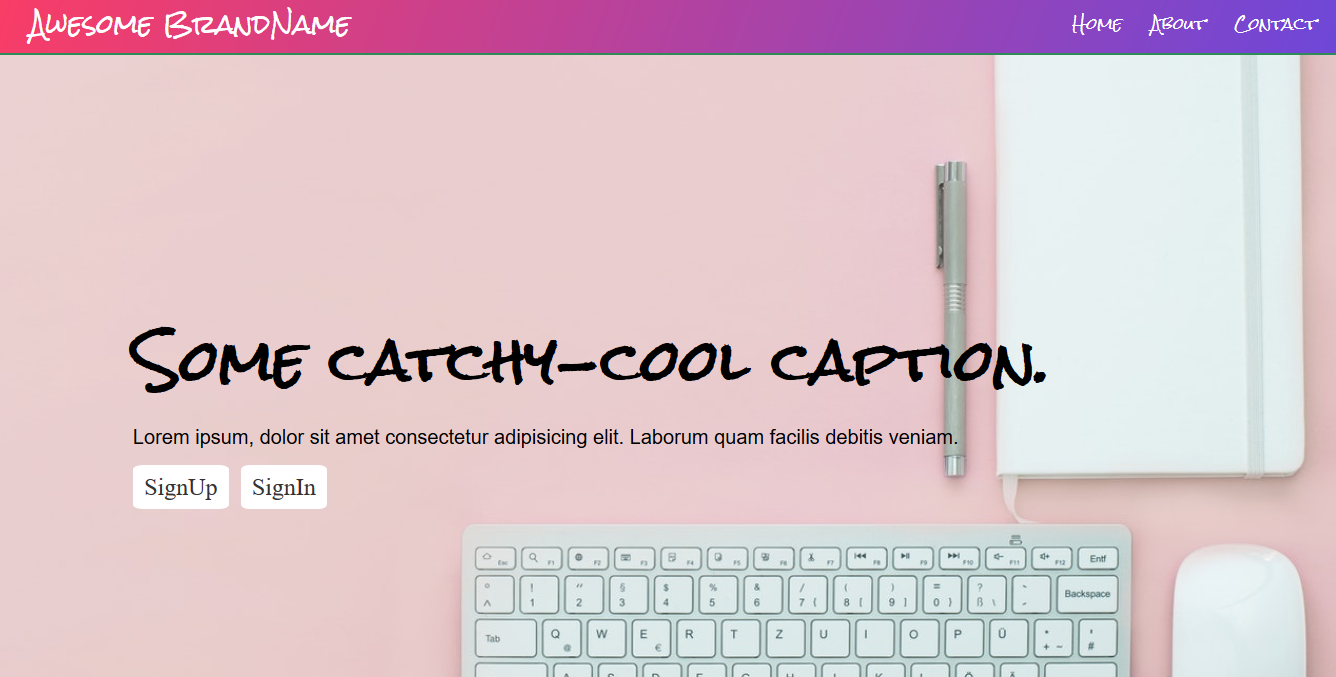 Awesome BrandName
Home About Contact
Some catchy-cool caption.
Lorem ipsum, dolor sit amet consectetur adipisicing elit. Laborum quam facilis debitis veniam.
SignUp SignIn
Esc F1 F2 F3 F4 F5 F6 F7 F8 F9 F10 F11 F12 Entf
° ! “ § $ % & / ( ) = ? ` Backspace
^ 1 2 3 4 5 6 7 { 8 [ 9 ] 0 } ß \ ´
Tab Q W E R T Z U I O P Ü * '
@ € + ~ #